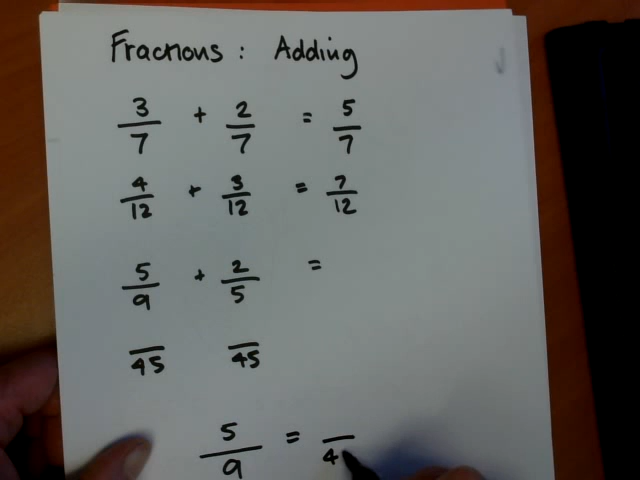 Fractions : Adding
3/7 + 2/7 = 5/7
4/12 + 3/12 = 7/12
5/9 + 2/5 =
/45 /45
5/9 = /4